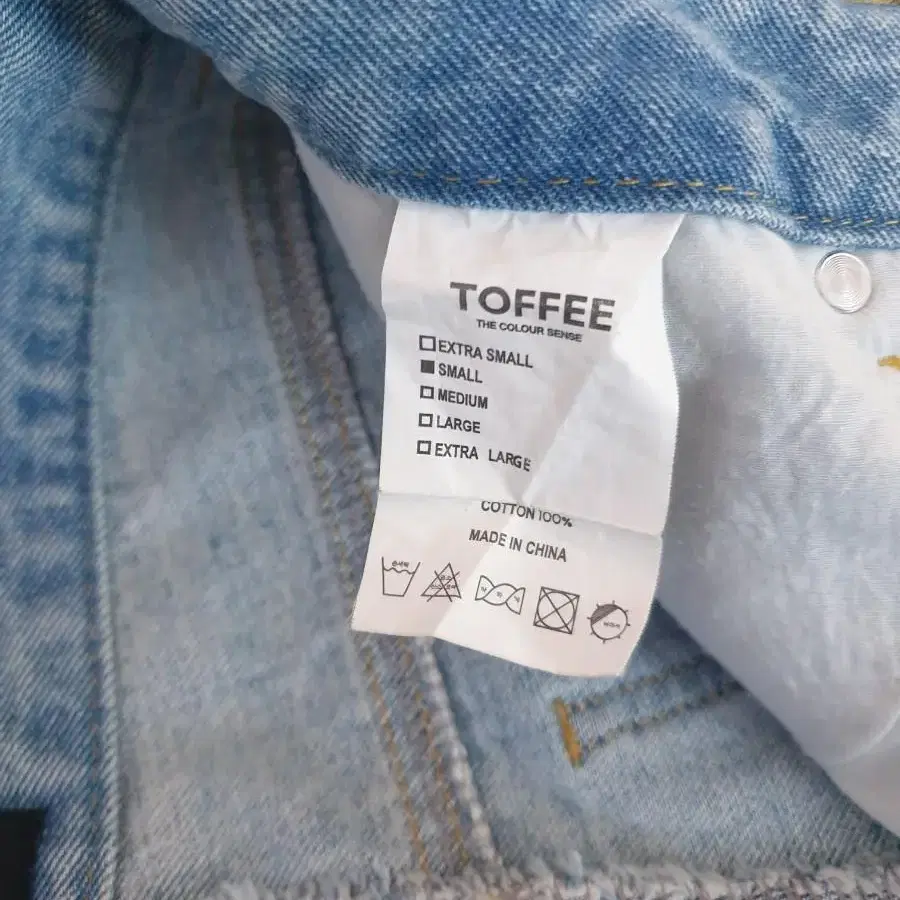 TOFFEE
THE COLOUR SENSE
EXTRA SMALL
SMALL
MEDIUM
LARGE
EXTRA LARGE
COTTON 100%
MADE IN CHINA